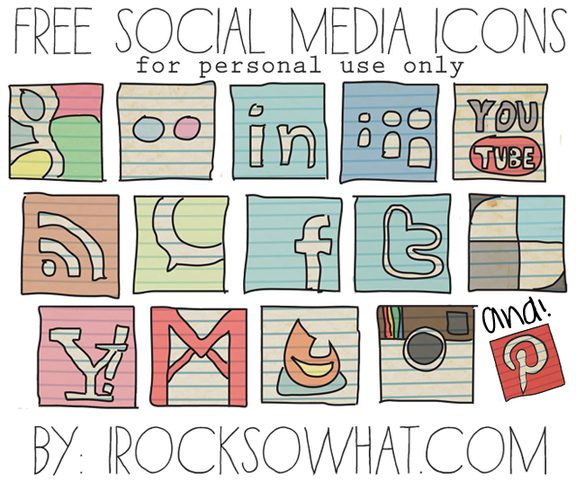 FREE SOCIAL MEDIA ICONS
for personal use only
in
YOU
TUBE
f
t
Y!
M
and!
P
BY: IROCKSOWHAT.COM